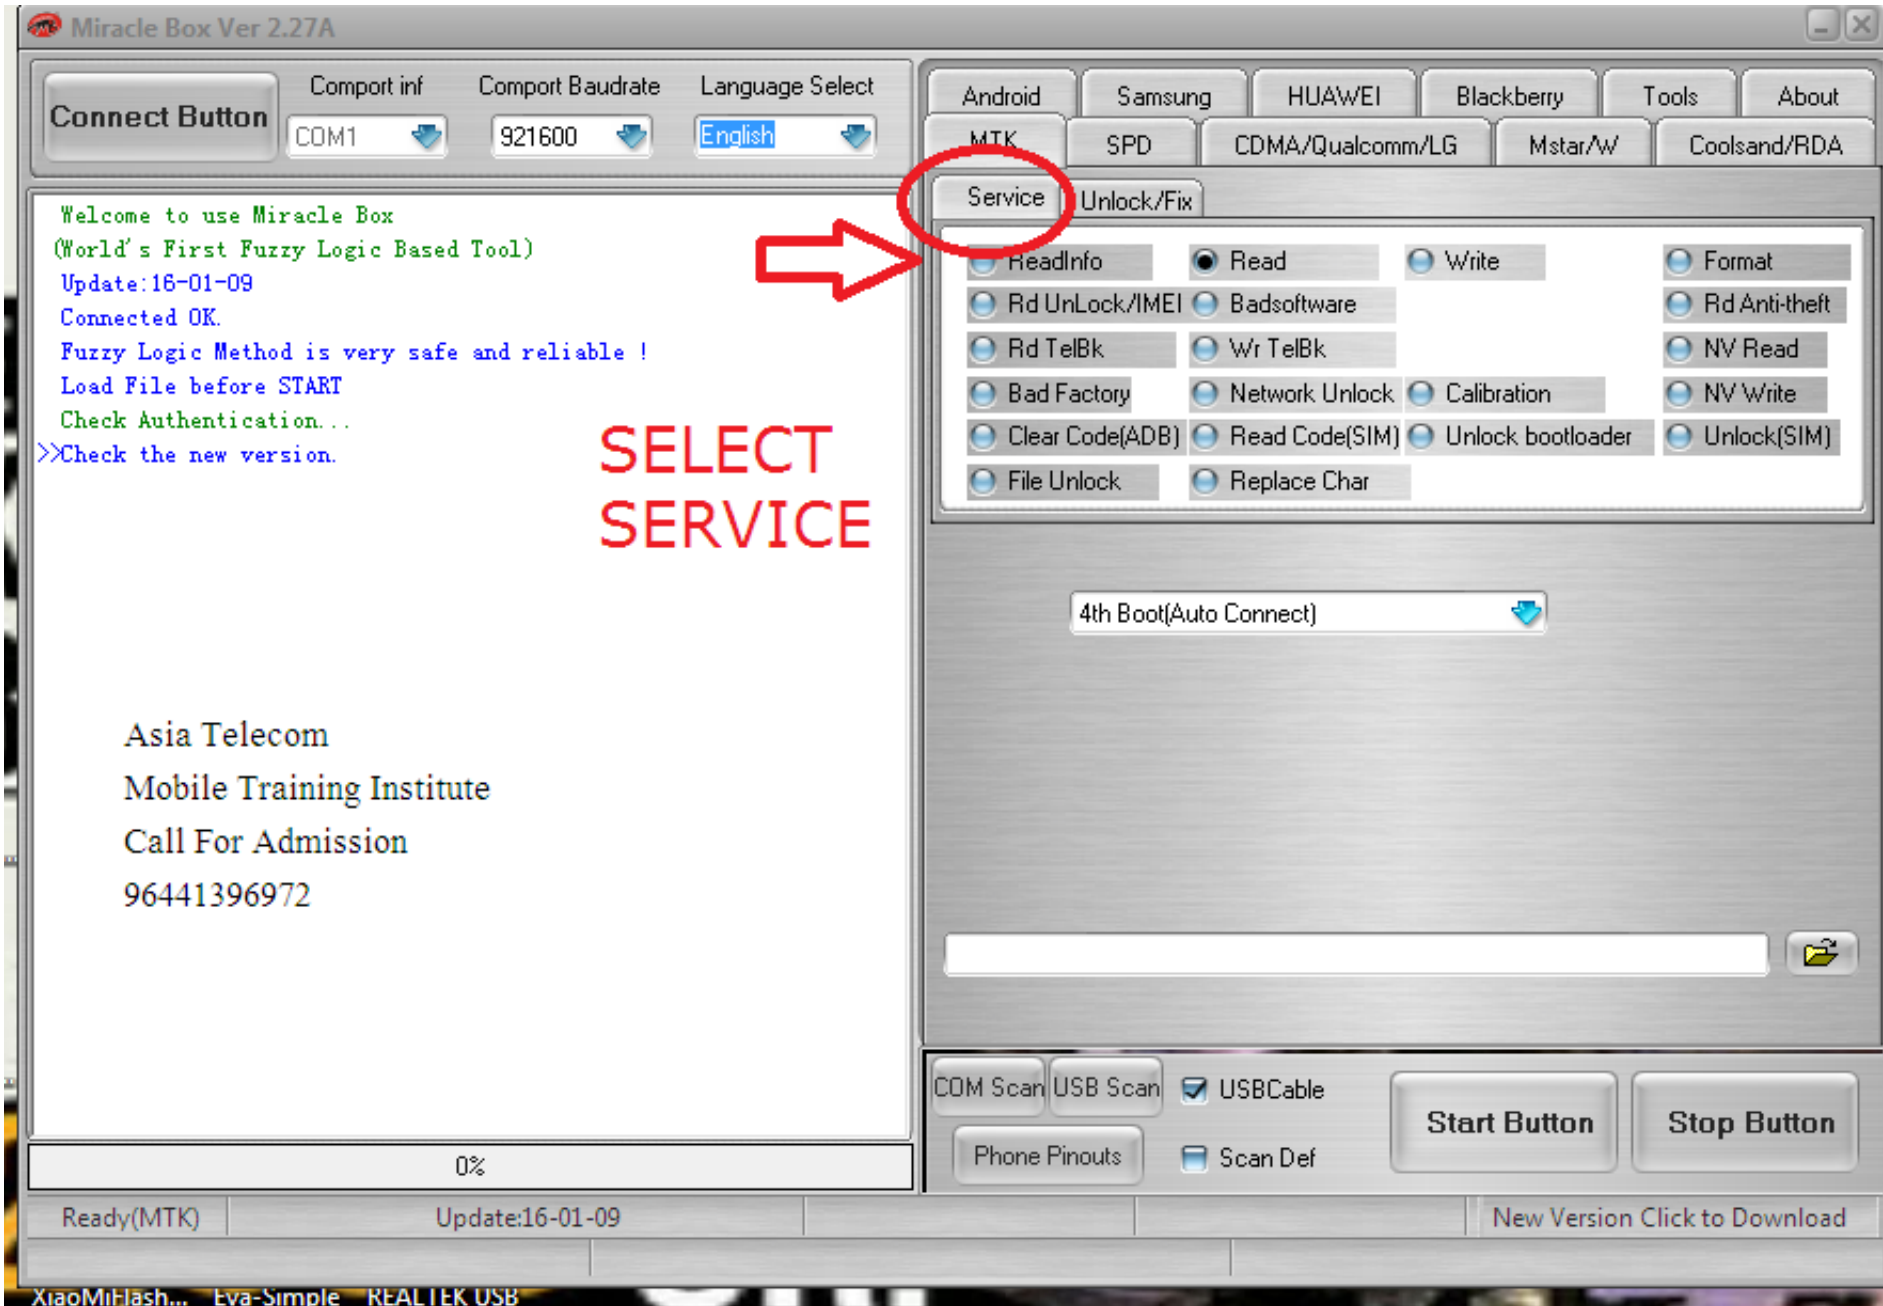 Miracle Box Ver 2.27A
Connect Button
Comport inf
Comport Baudrate
Language Select
COM1
921600
English
Android
Samsung
HUAWEI
Blackberry
Tools
About
MTK
SPD
CDMA/Qualcomm/LG
Mstar/W
Coolsand/RDA
Service
Unlock/Fix
Welcome to use Miracle Box
(World's First Fuzzy Logic Based Tool)
Update:16-01-09
Connected OK.
Fuzzy Logic Method is very safe and reliable !
Load File before START
Check Authentication...
>>Check the new version.
SELECT
SERVICE
Asia Telecom
Mobile Training Institute
Call For Admission
96441396972
ReadInfo
Read
Write
Format
Rd UnLock/IMEI
Badsoftware
Rd Anti-theft
Rd TelBk
Wr TelBk
NV Read
Bad Factory
Network Unlock
Calibration
NV Write
Clear Code(ADB)
Read Code(SIM)
Unlock bootloader
Unlock(SIM)
File Unlock
Replace Char
4th Boot(Auto Connect)
COM Scan
USB Scan
USBCable
Phone Pinouts
Scan Def
Start Button
Stop Button
0%
Ready(MTK)
Update:16-01-09
New Version Click to Download
XiaoMiFlash...
Eva-Simple
REALTEK USB